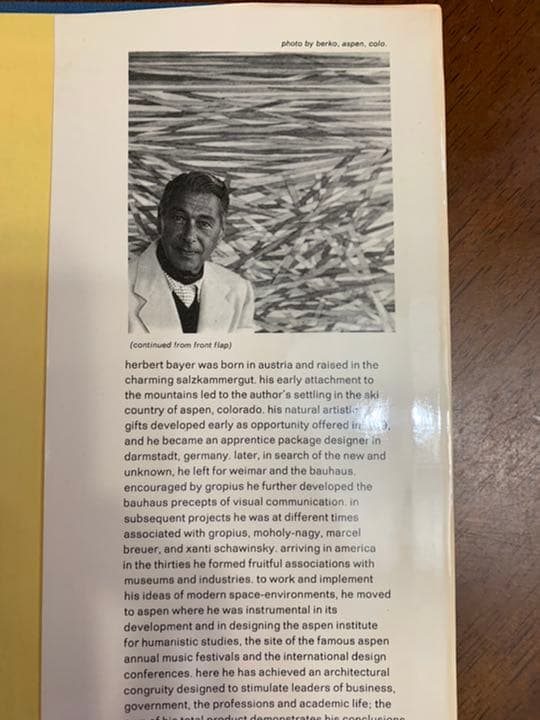 photo by berko, aspen, colo.
(continued from front flap)
herbert bayer was born in austria and raised in the
charming salzkammergut. his early attachment to
the mountains led to the author's settling in the ski
country of aspen, colorado. his natural artistic
gifts developed early as opportunity offered in
and he became an apprentice package designer in
darmstadt, germany. later, in search of the new and
unknown, he left for weimar and the bauhaus.
encouraged by gropius he further developed the
bauhaus precepts of visual communication. in
subsequent projects he was at different times
associated with gropius, moholy-nagy, marcel
breuer, and xanti schawinsky. arriving in america
in the thirties he formed fruitful associations with
museums and industries. to work and implement
his ideas of modern space-environments, he moved
to aspen where he was instrumental in its
development and in designing the aspen institute
for humanistic studies, the site of the famous aspen
annual music festivals and the international design
conferences. here he has achieved an architectural
congruity designed to stimulate leaders of business,
government, the professions and academic life; the
of his total product demonstrates his conclusions